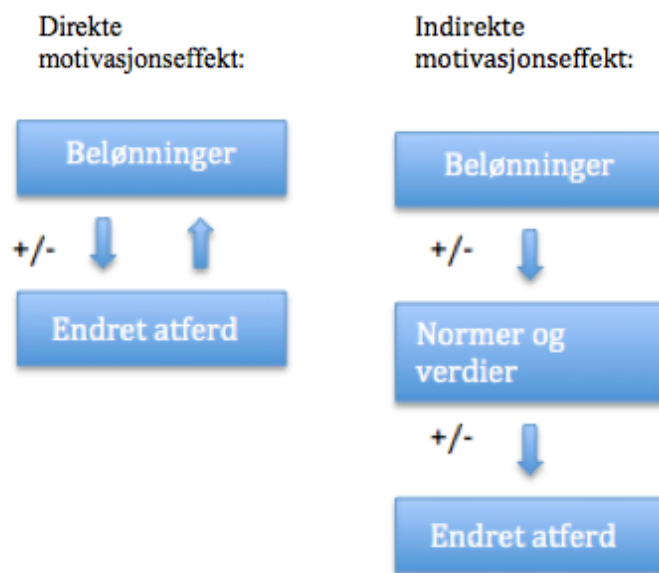 Direkte
motivasjonseffekt:
Belønninger
+/-
Endret atferd
Indirekte
motivasjonseffekt:
Belønninger
+/-
Normer og
verdier
+/-
Endret atferd